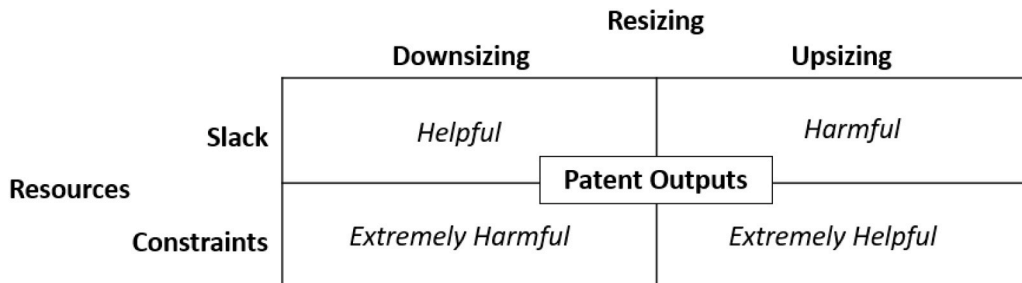 Resizing
Downsizing Upsizing
Slack Helpful Harmful
Patent Outputs
Resources
Constraints Extremely Harmful Extremely Helpful